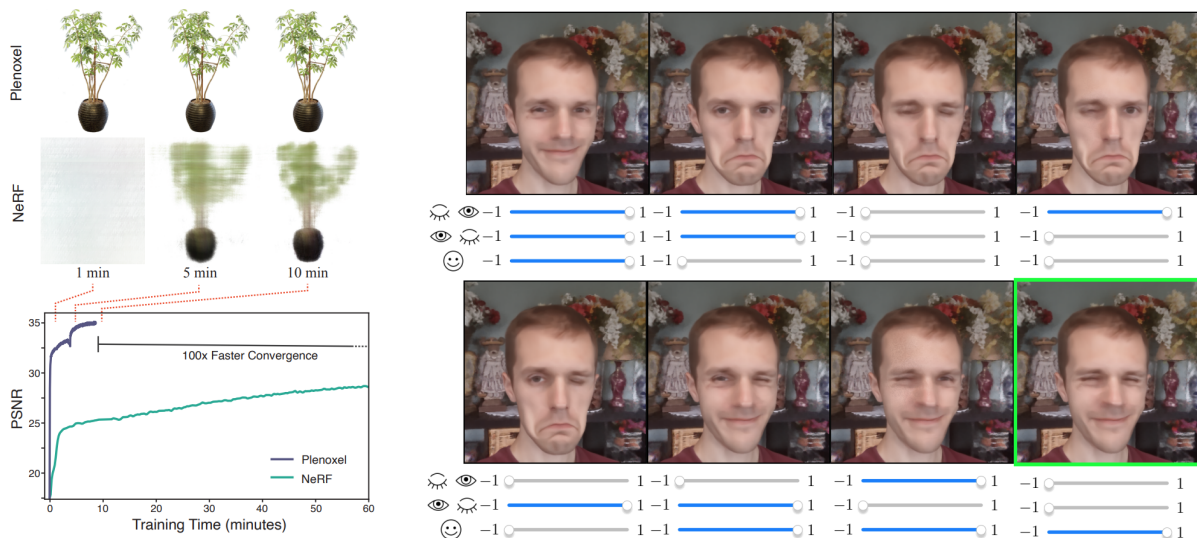 Plenoxel
NeRF
1 min 5 min 10 min
35
30
25
20
PSNR
100x Faster Convergence
Plenoxel
NeRF
0 10 20 30 40 50 60
Training Time (minutes)
−1 1 −1 1 −1 1 −1 1
−1 1 −1 1 −1 1 −1 1
−1 1 −1 1 −1 1 −1 1
−1 1 −1 1 −1 1 −1 1
−1 1 −1 1 −1 1 −1 1
−1 1 −1 1 −1 1 −1 1